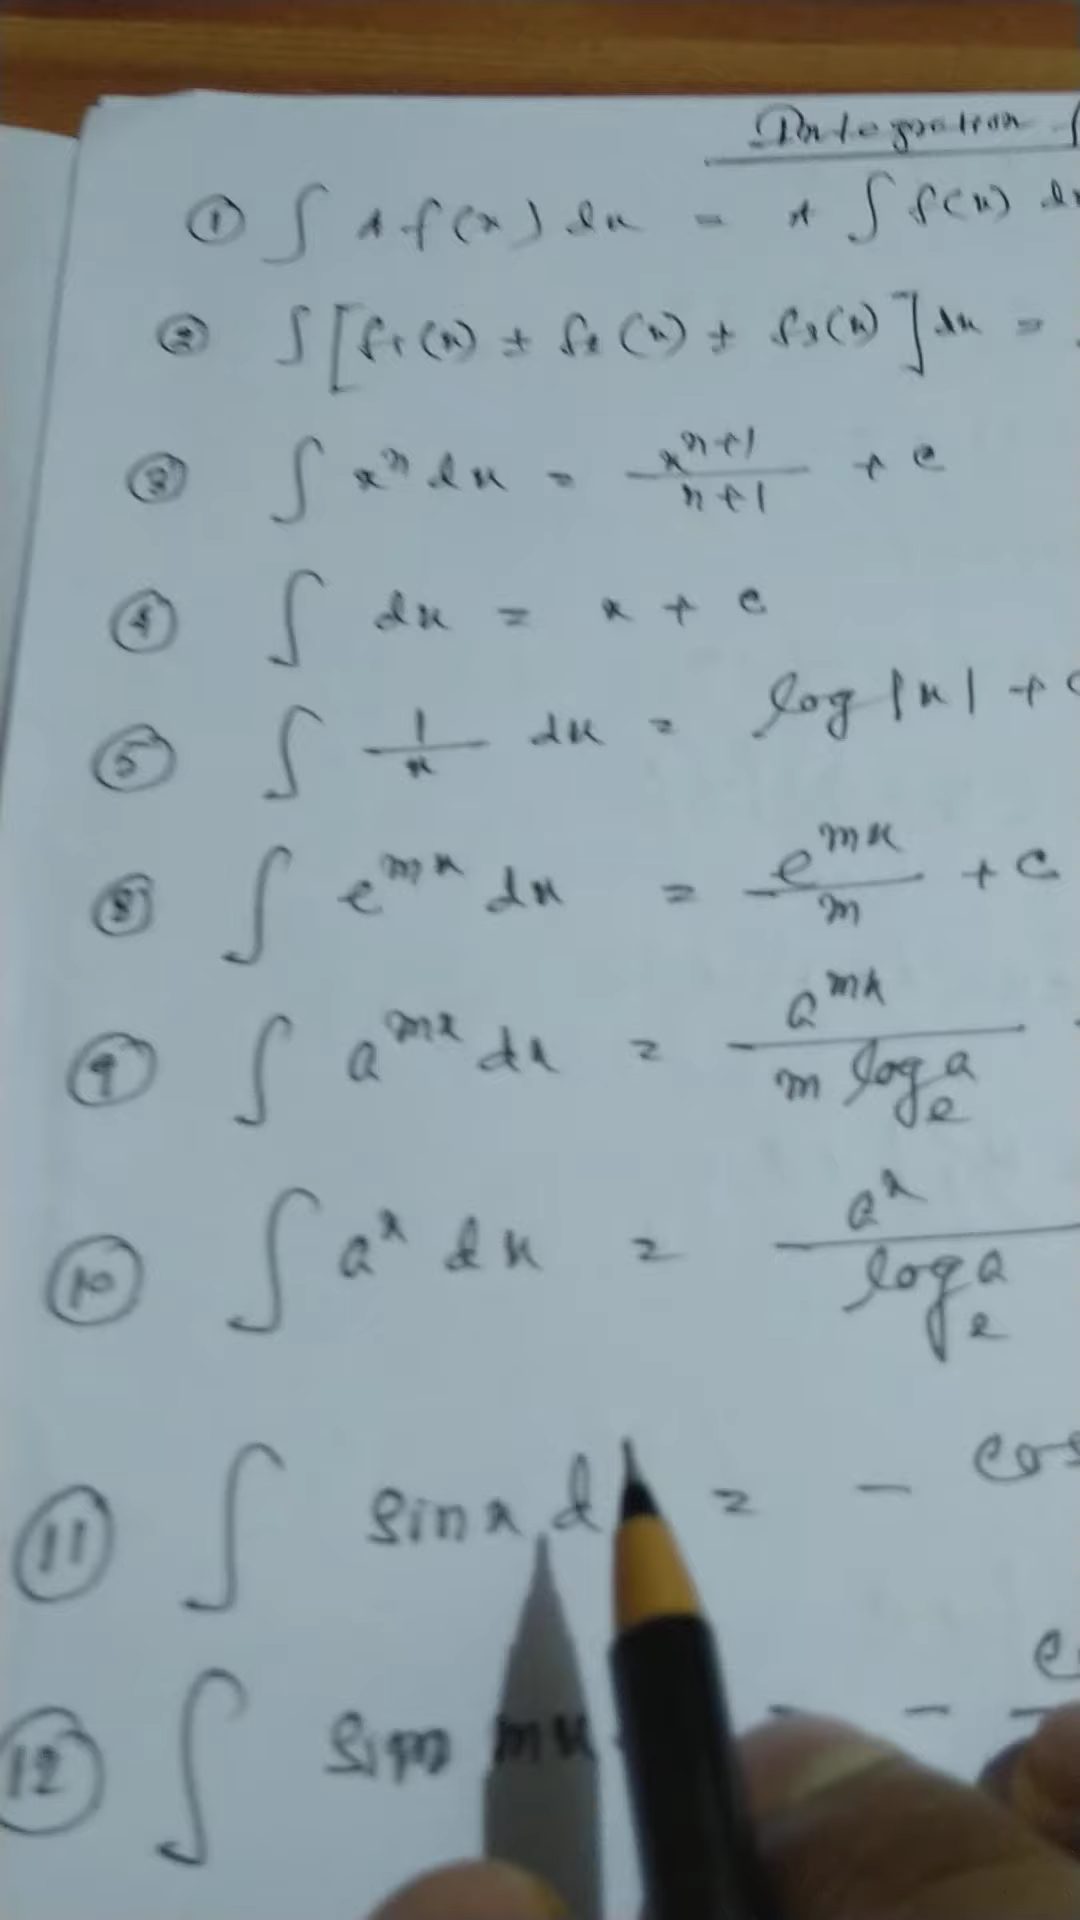 Integration
① ∫ A f(x) dx = A ∫ f(x) dx
② ∫ [f₁(x) ± f₂(x) ± f₃(x)] dx =
③ ∫ xⁿ dx = xⁿ⁺¹ / n+1 + c
④ ∫ dx = x + c
⑤ ∫ 1/x dx = log |x| + c
⑧ ∫ e^mx dx = e^mx / m + c
⑨ ∫ a^mx dx = a^mx / m logₑa
⑩ ∫ a^x dx = a^x / logₑa
⑪ ∫ sin x d = - cos
⑫ ∫ sin mx = -